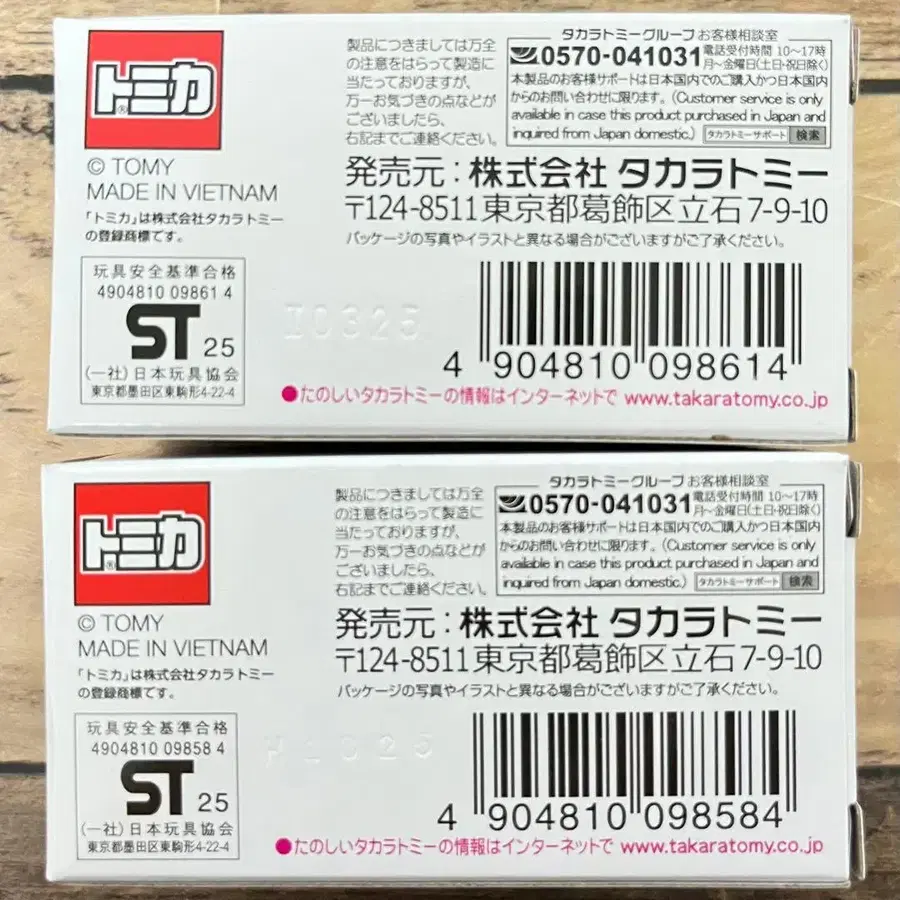 トミカ
®
© TOMY
MADE IN VIETNAM
「トミカ」は株式会社タカラトミー
の登録商標です。
玩具安全基準合格
4904810 09861 4
ST 25
(一社)日本玩具協会
東京都墨田区東駒形4-22-4
製品につきましては万全
の注意をはらって製造に
当たっておりますが、
万一お気づきの点などが
ございましたら、
右記までご連絡ください。
タカラトミーグループ お客様相談室
0570-041031 電話受付時間 10〜17時
月〜金曜日(土・日・祝日除く)
本製品のお客様サポートは日本国内でのご購入かつ日本国内
からのお問い合わせに限ります。(Customer service is only
available in case this product purchased in Japan and
inquired from Japan domestic.) タカラトミーサポート 検索
発売元:株式会社 タカラトミー
〒124-8511 東京都葛飾区立石7-9-10
パッケージの写真やイラストと異なる場合がございますがご了承ください。
I0325
4 904810 098614
●たのしいタカラトミーの情報はインターネットで www.takaratomy.co.jp
トミカ
®
© TOMY
MADE IN VIETNAM
「トミカ」は株式会社タカラトミー
の登録商標です。
玩具安全基準合格
4904810 09858 4
ST 25
(一社)日本玩具協会
東京都墨田区東駒形4-22-4
製品につきましては万全
の注意をはらって製造に
当たっておりますが、
万一お気づきの点などが
ございましたら、
右記までご連絡ください。
タカラトミーグループ お客様相談室
0570-041031 電話受付時間 10〜17時
月〜金曜日(土・日・祝日除く)
本製品のお客様サポートは日本国内でのご購入かつ日本国内
からのお問い合わせに限ります。(Customer service is only
available in case this product purchased in Japan and
inquired from Japan domestic.) タカラトミーサポート 検索
発売元:株式会社 タカラトミー
〒124-8511 東京都葛飾区立石7-9-10
パッケージの写真やイラストと異なる場合がございますがご了承ください。
4 904810 098584
●たのしいタカラトミーの情報はインターネットで www.takaratomy.co.jp